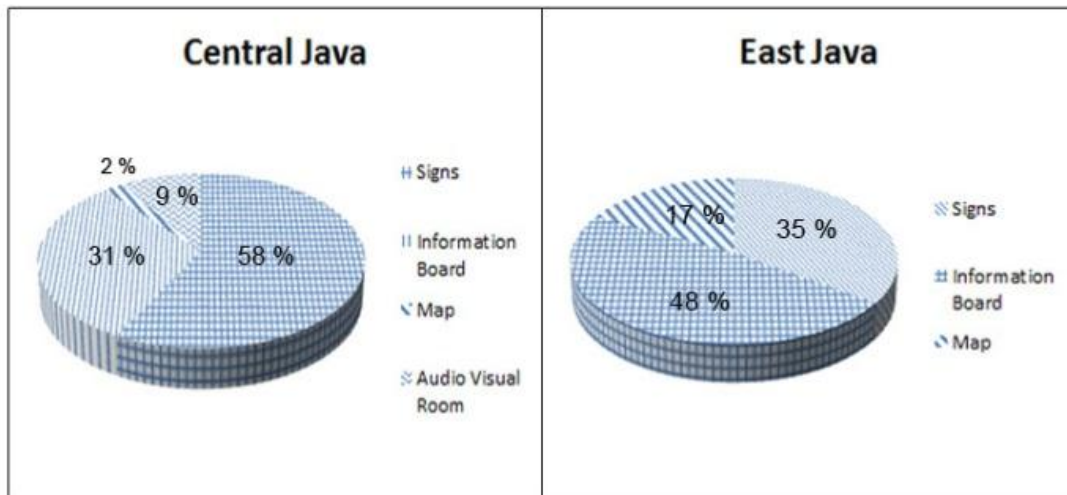 Central Java
2 %
9 %
31 %
58 %
Signs
Information
Board
Map
Audio Visual
Room
East Java
17 %
35 %
48 %
Signs
Information
Board
Map